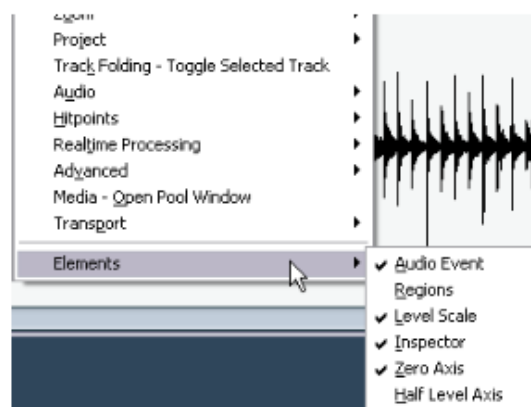 Zoom
Project
Track Folding - Toggle Selected Track
Audio
Hitpoints
Realtime Processing
Advanced
Media - Open Pool Window
Transport
Elements
Audio Event
Regions
Level Scale
Inspector
Zero Axis
Half Level Axis